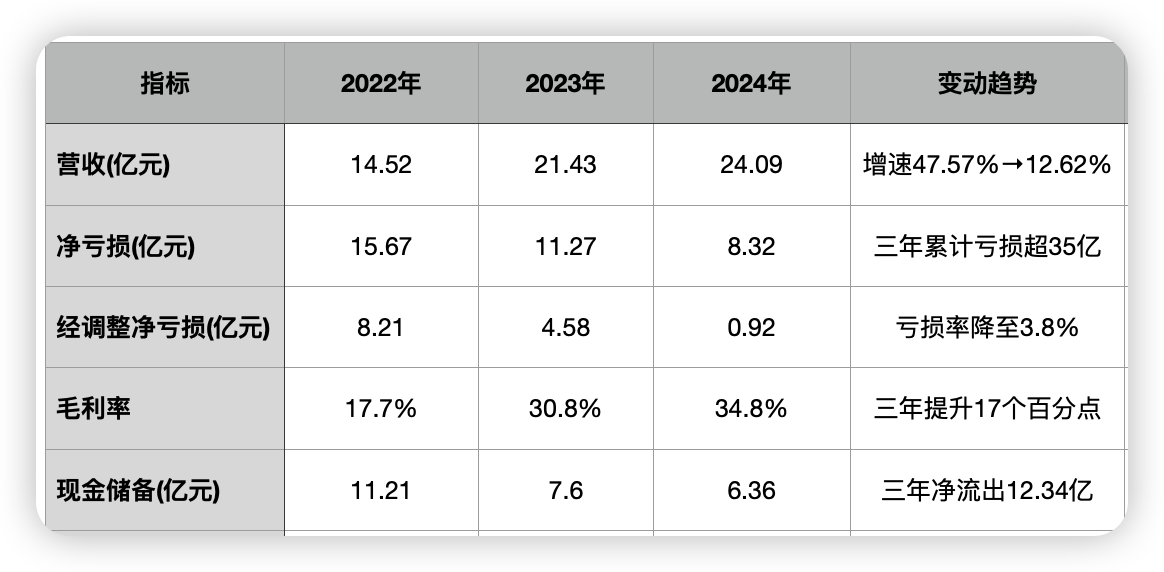 指标 2022年 2023年 2024年 变动趋势
营收(亿元) 14.52 21.43 24.09 增速47.57%→12.62%
净亏损(亿元) 15.67 11.27 8.32 三年累计亏损超35亿
经调整净亏损(亿元) 8.21 4.58 0.92 亏损率降至3.8%
毛利率 17.7% 30.8% 34.8% 三年提升17个百分点
现金储备(亿元) 11.21 7.6 6.36 三年净流出12.34亿